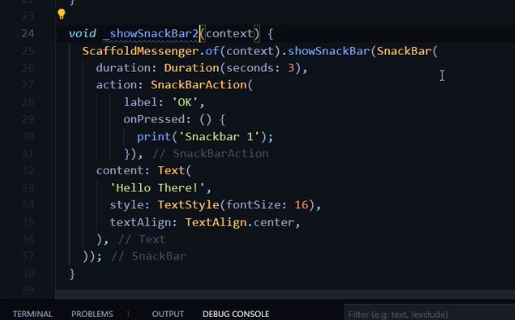 22
}
23
24 void _showSnackBar2(context) {
25 ScaffoldMessenger.of(context).showSnackBar(SnackBar(
26 duration: Duration(seconds: 3),
27 action: SnackBarAction(
28 label: 'OK',
29 onPressed: () {
30 print('Snackbar 1');
31 }), // SnackBarAction
32 content: Text(
33 'Hello There!',
34 style: TextStyle(fontSize: 16),
35 textAlign: TextAlign.center,
36 ), // Text
37 )); // SnackBar
38 }
39
TERMINAL PROBLEMS 1 OUTPUT DEBUG CONSOLE Filter (e.g. text, !exclude)